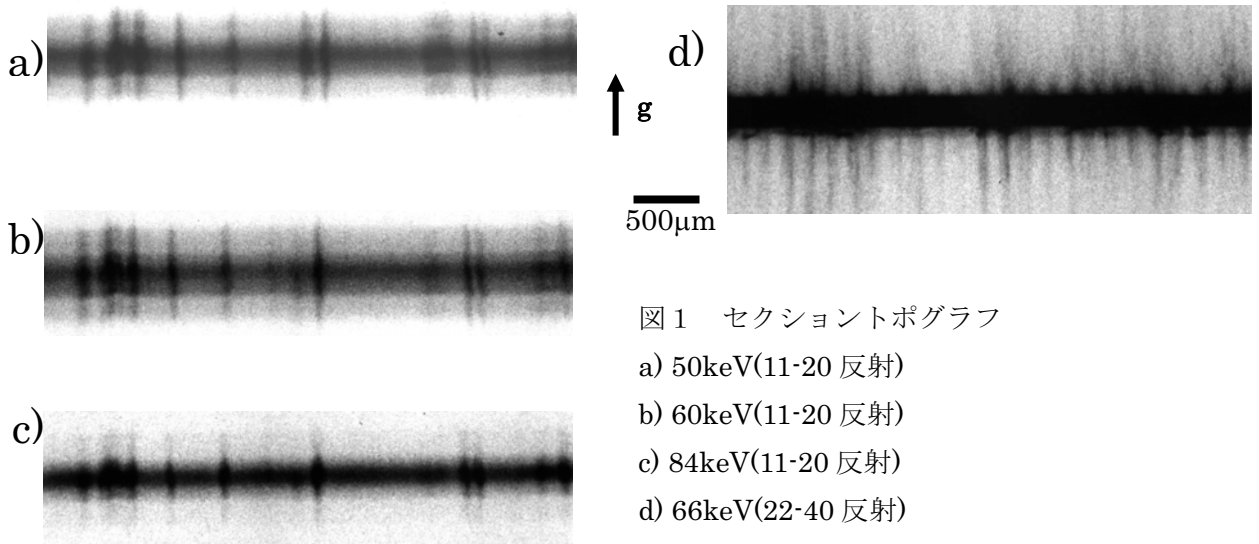 a)
b)
c)
d)
g
500μm
図1 セクショントポグラフ
a) 50keV(11-20 反射)
b) 60keV(11-20 反射)
c) 84keV(11-20 反射)
d) 66keV(22-40 反射)